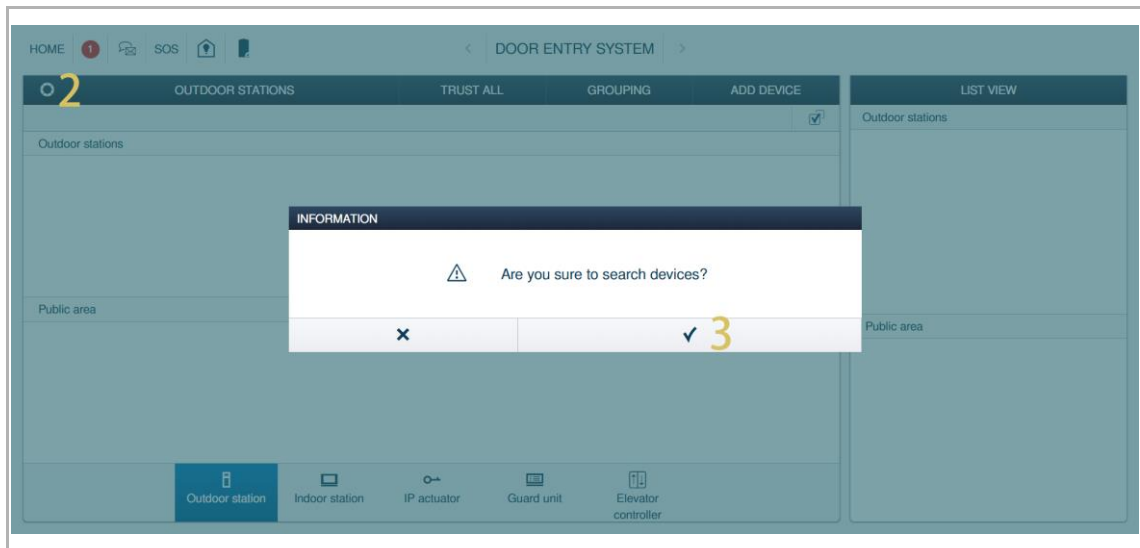 HOME 1 SOS < DOOR ENTRY SYSTEM >
2 OUTDOOR STATIONS TRUST ALL GROUPING ADD DEVICE LIST VIEW
Outdoor stations
Outdoor stations
INFORMATION
Are you sure to search devices?
Public area
3
Public area
Outdoor station Indoor station IP actuator Guard unit Elevator
controller